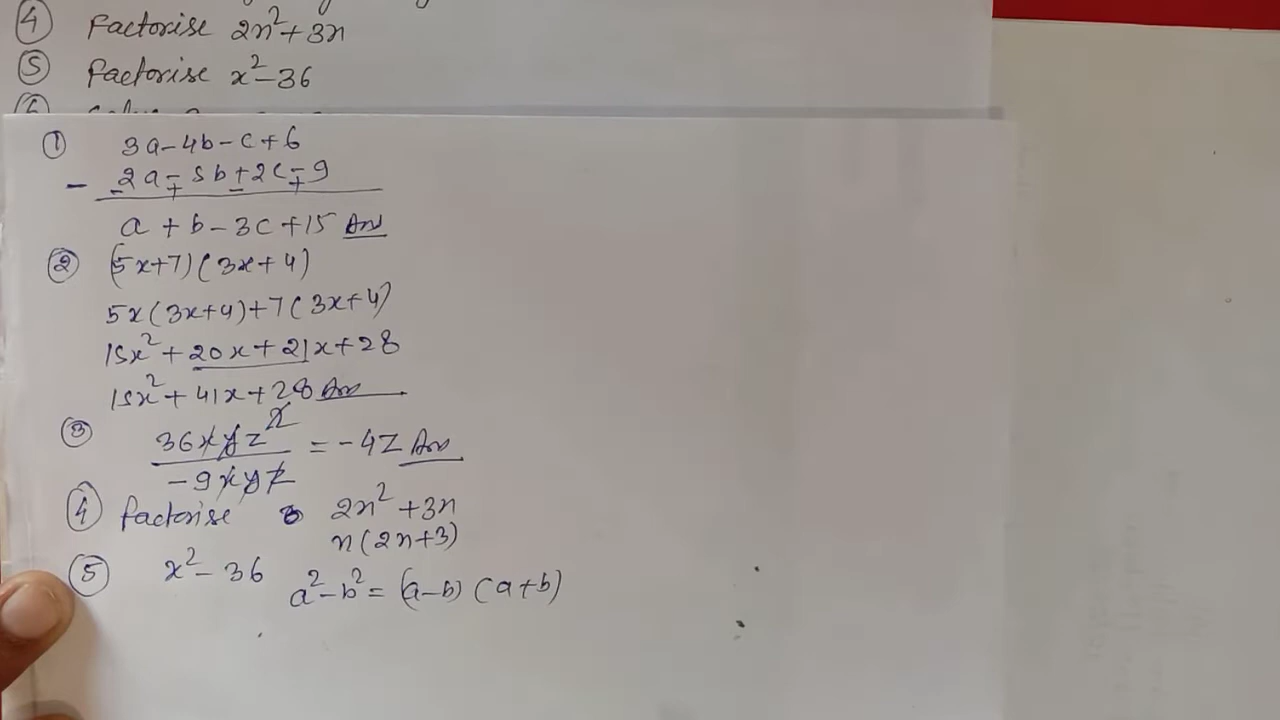 ④ Factorise 2n²+3n
⑤ Factorise x²-36
⑥
① 3a-4b-c+6
- 2a-5b+2c-9
- + - +
a+b-3c+15 Ans
② (5x+7)(3x+4)
5x(3x+4)+7(3x+4)
15x²+20x+21x+28
15x²+41x+28 Ans
③ 36xyz²/-9xyz = -4z Ans
④ factorise 2n²+3n
n(2n+3)
⑤ x²-36 a²-b²=(a-b)(a+b)